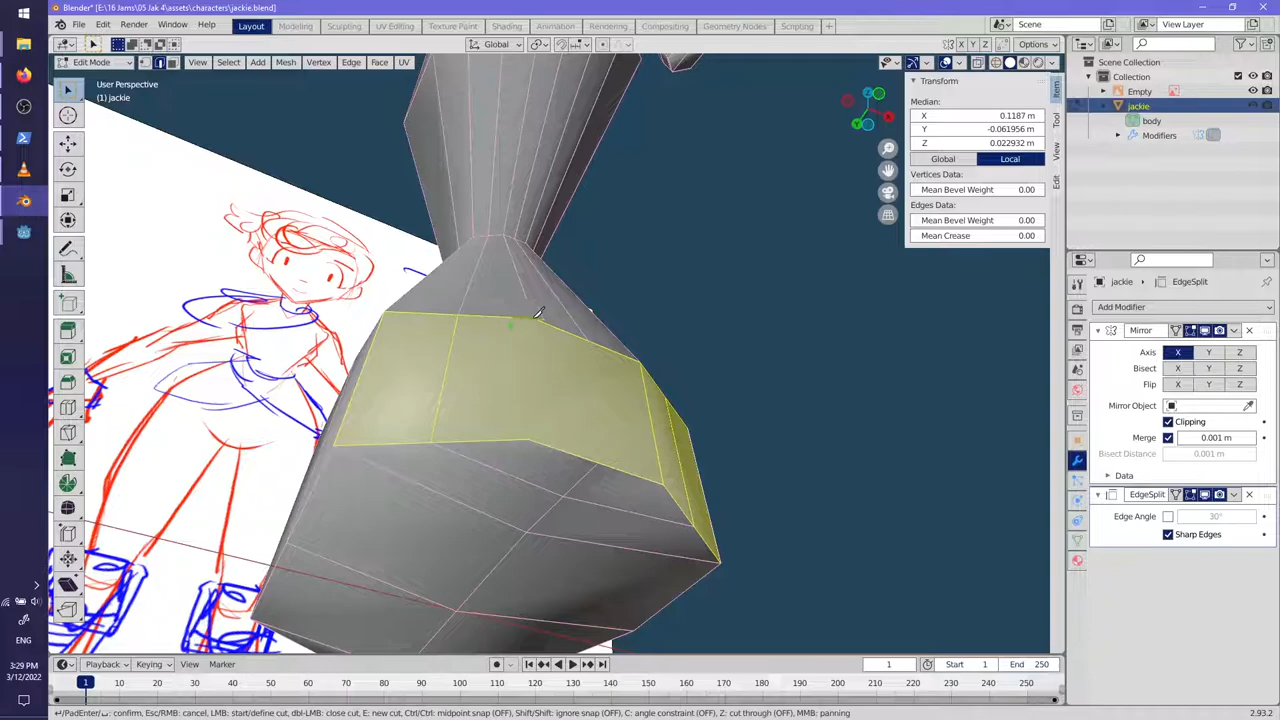 Blender* [E:\16 Jams\05 Jak 4\assets\characters\jackie.blend]
File Edit Render Window Help
Layout Modeling Sculpting UV Editing Texture Paint Shading Animation Rendering Compositing Geometry Nodes Scripting +
Scene
View Layer
Global
X Y Z
Options
Edit Mode
View Select Add Mesh Vertex Edge Face UV
User Perspective
(1) jackie
Transform
Median:
X 0.1187 m
Y -0.061956 m
Z 0.022932 m
Global Local
Vertices Data:
Mean Bevel Weight 0.00
Edges Data:
Mean Bevel Weight 0.00
Mean Crease 0.00
Item
Tool
View
Edit
Scene Collection
Collection
Empty
jackie
body
Modifiers
jackie
EdgeSplit
Add Modifier
Mirror
Axis X Y Z
Bisect X Y Z
Flip X Y Z
Mirror Object
Clipping
Merge 0.001 m
Bisect Distance 0.001 m
Data
EdgeSplit
Edge Angle 30°
Sharp Edges
Playback Keying View Marker
1
Start 1
End 250
1 10 20 30 40 50 60 70 80 90 100 110 120 130 140 150 160 170 180 190 200 210 220 230 240 250
↵/PadEnter/: confirm, Esc/RMB: cancel, LMB: start/define cut, dbl-LMB: close cut, E: new cut, Ctrl/Ctrl: midpoint snap (OFF), Shift/Shift: ignore snap (OFF), C: angle constraint (OFF), Z: cut through (OFF), MMB: panning
2.93.2
ENG
3:29 PM
3/12/2022